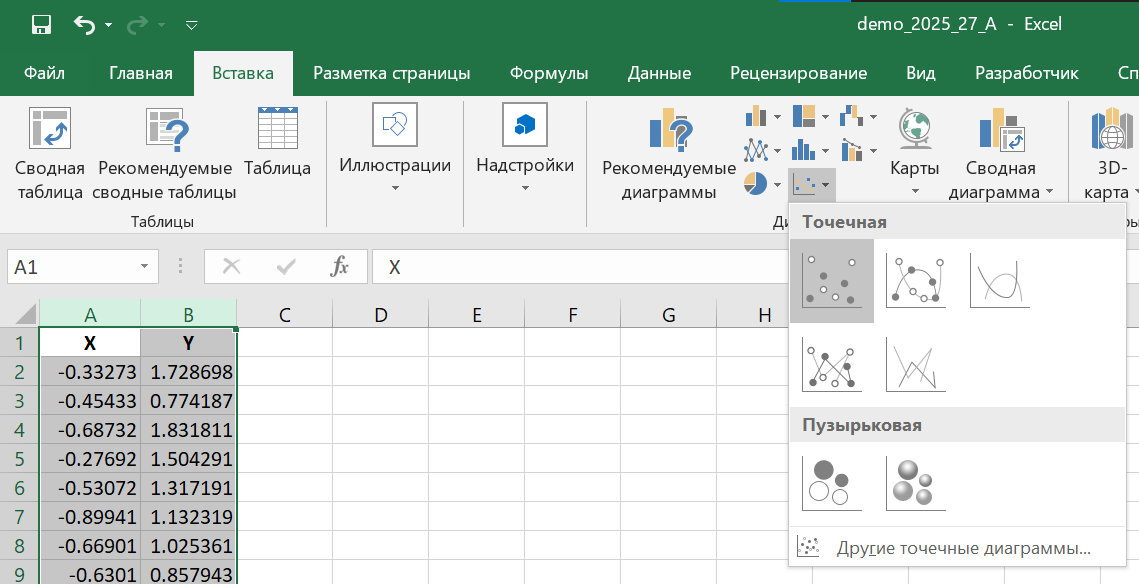 demo_2025_27_A - Excel
Файл Главная Вставка Разметка страницы Формулы Данные Рецензирование Вид Разработчик Сп
Сводная таблица
Рекомендуемые сводные таблицы
Таблица
Таблицы
Иллюстрации
Надстройки
Рекомендуемые диаграммы
Карты
Сводная диаграмма
3D-карта
Точечная
Пузырьковая
Другие точечные диаграммы...
A1 fx X
A B C D E F G H
1 X Y
2 -0.33273 1.728698
3 -0.45433 0.774187
4 -0.68732 1.831811
5 -0.27692 1.504291
6 -0.53072 1.317191
7 -0.89941 1.132319
8 -0.66901 1.025361
9 -0.6301 0.857943